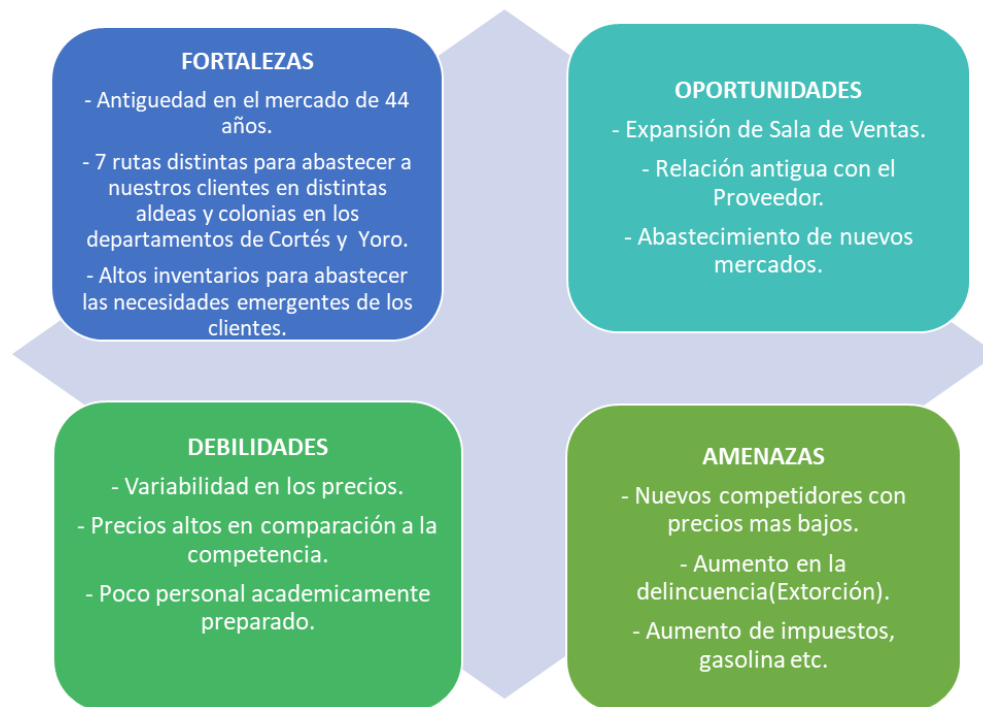 FORTALEZAS
- Antiguedad en el mercado de 44
años.
- 7 rutas distintas para abastecer a
nuestros clientes en distintas
aldeas y colonias en los
departamentos de Cortés y Yoro.
- Altos inventarios para abastecer
las necesidades emergentes de los
clientes.
OPORTUNIDADES
- Expansión de Sala de Ventas.
- Relación antigua con el
Proveedor.
- Abastecimiento de nuevos
mercados.
DEBILIDADES
- Variabilidad en los precios.
- Precios altos en comparación a la
competencia.
- Poco personal academicamente
preparado.
AMENAZAS
- Nuevos competidores con
precios mas bajos.
- Aumento en la
delincuencia(Extorción).
- Aumento de impuestos,
gasolina etc.